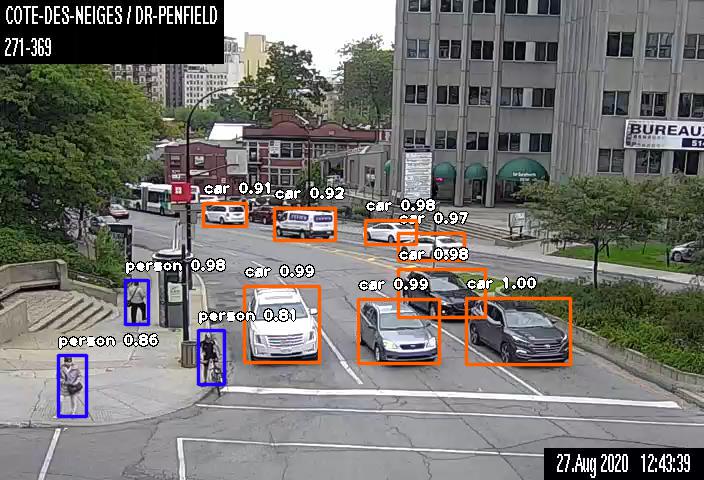 COTE-DES-NEIGES / DR-PENFIELD
271-369
BUREAUX
514
car 0.91
car 0.92
car 0.98
car 0.97
car 0.98
person 0.98
car 0.99
car 0.99
car 1.00
person 0.81
person 0.86
27.Aug 2020 12:43:39